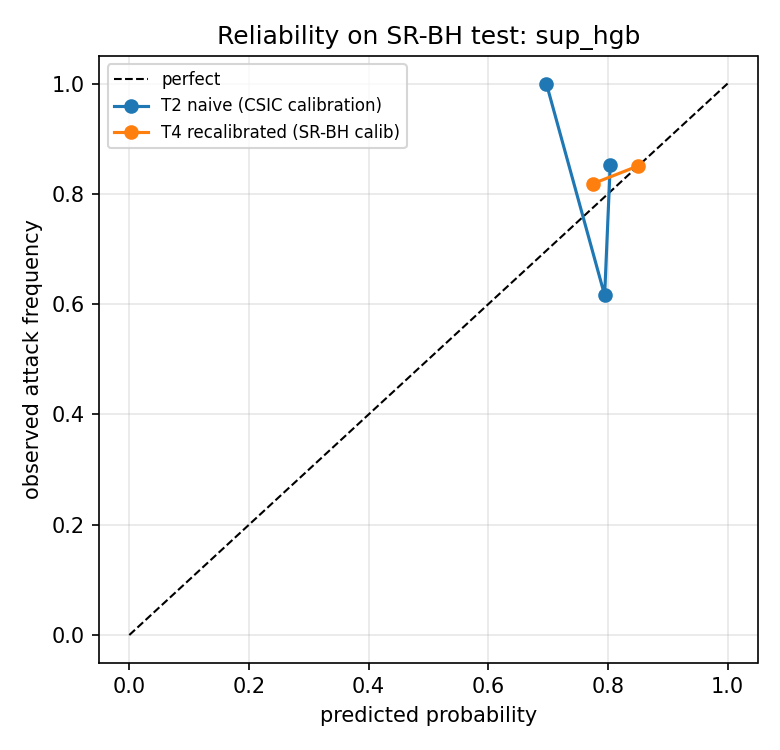 Reliability on SR-BH test: sup_hgb
perfect
T2 naive (CSIC calibration)
T4 recalibrated (SR-BH calib)
observed attack frequency
1.0
0.8
0.6
0.4
0.2
0.0
0.0 0.2 0.4 0.6 0.8 1.0
predicted probability